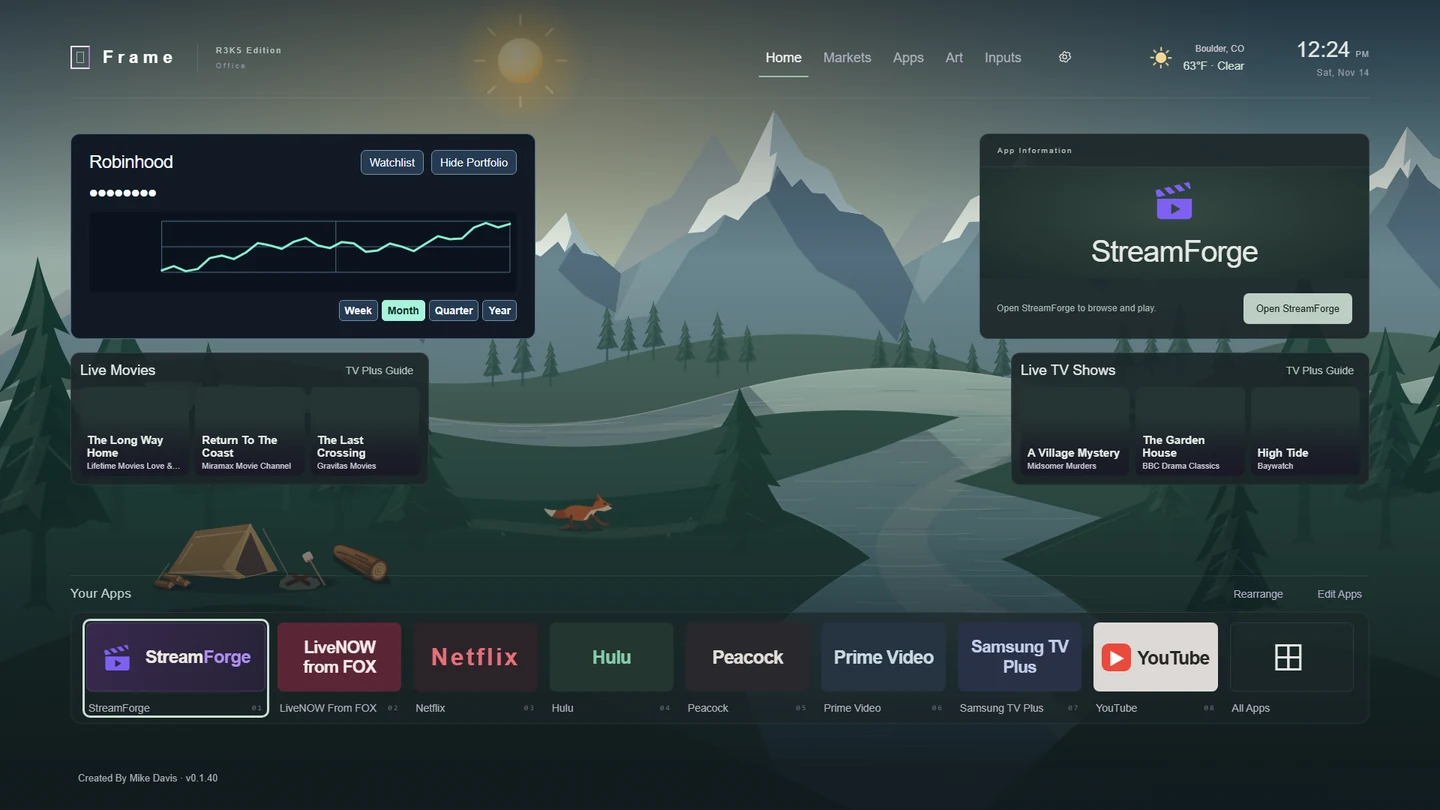 Frame
R3K5 Edition
Office
Home
Markets
Apps
Art
Inputs
Boulder, CO
63°F · Clear
12:24 PM
Sat, Nov 14
Robinhood
Watchlist
Hide Portfolio
●●●●●●●●
Week
Month
Quarter
Year
App Information
StreamForge
Open StreamForge to browse and play.
Open StreamForge
Live Movies
TV Plus Guide
The Long Way
Home
Lifetime Movies Love &...
Return To The
Coast
Miramax Movie Channel
The Last
Crossing
Gravitas Movies
Live TV Shows
TV Plus Guide
A Village Mystery
Midsomer Murders
The Garden
House
BBC Drama Classics
High Tide
Baywatch
Your Apps
Rearrange
Edit Apps
StreamForge
StreamForge 01
LiveNOW
from FOX
LiveNOW From FOX 02
Netflix
Netflix 03
Hulu
Hulu 04
Peacock
Peacock 05
Prime Video
Prime Video 06
Samsung TV
Plus
Samsung TV Plus 07
YouTube
YouTube 08
All Apps
Created By Mike Davis · v0.1.40